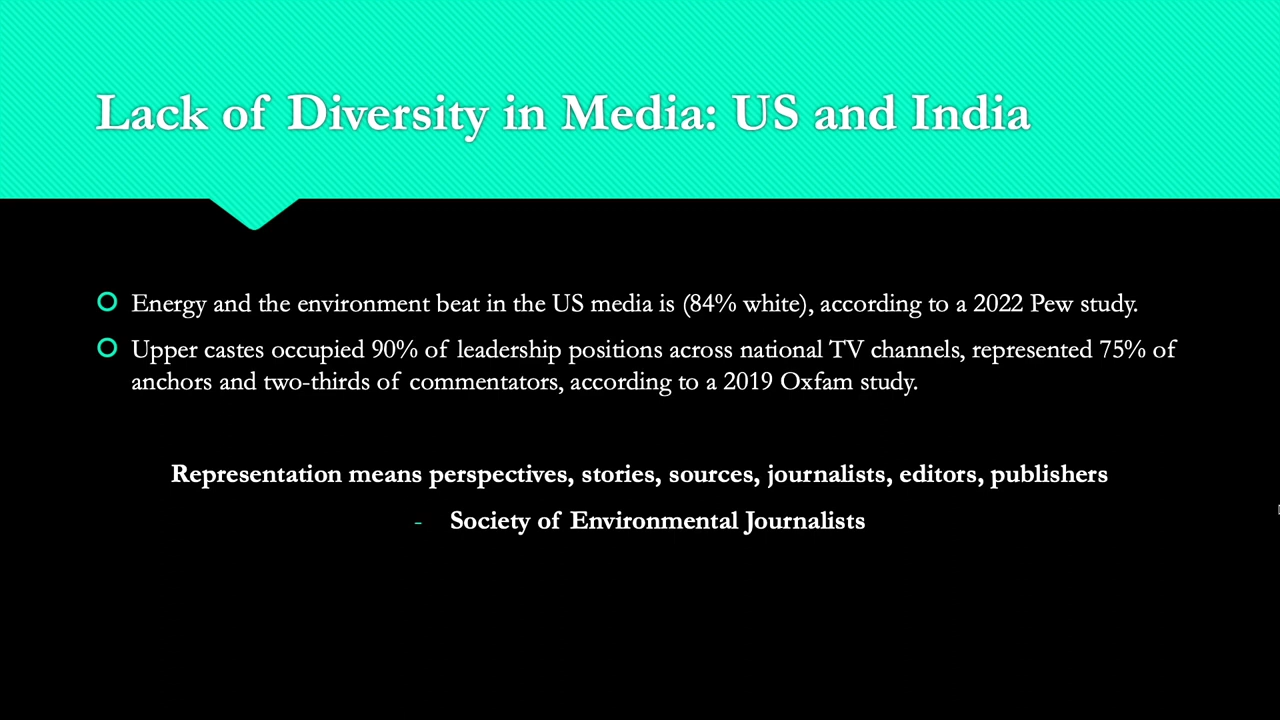 Lack of Diversity in Media: US and India
Energy and the environment beat in the US media is (84% white), according to a 2022 Pew study.
Upper castes occupied 90% of leadership positions across national TV channels, represented 75% of
anchors and two-thirds of commentators, according to a 2019 Oxfam study.
Representation means perspectives, stories, sources, journalists, editors, publishers
- Society of Environmental Journalists